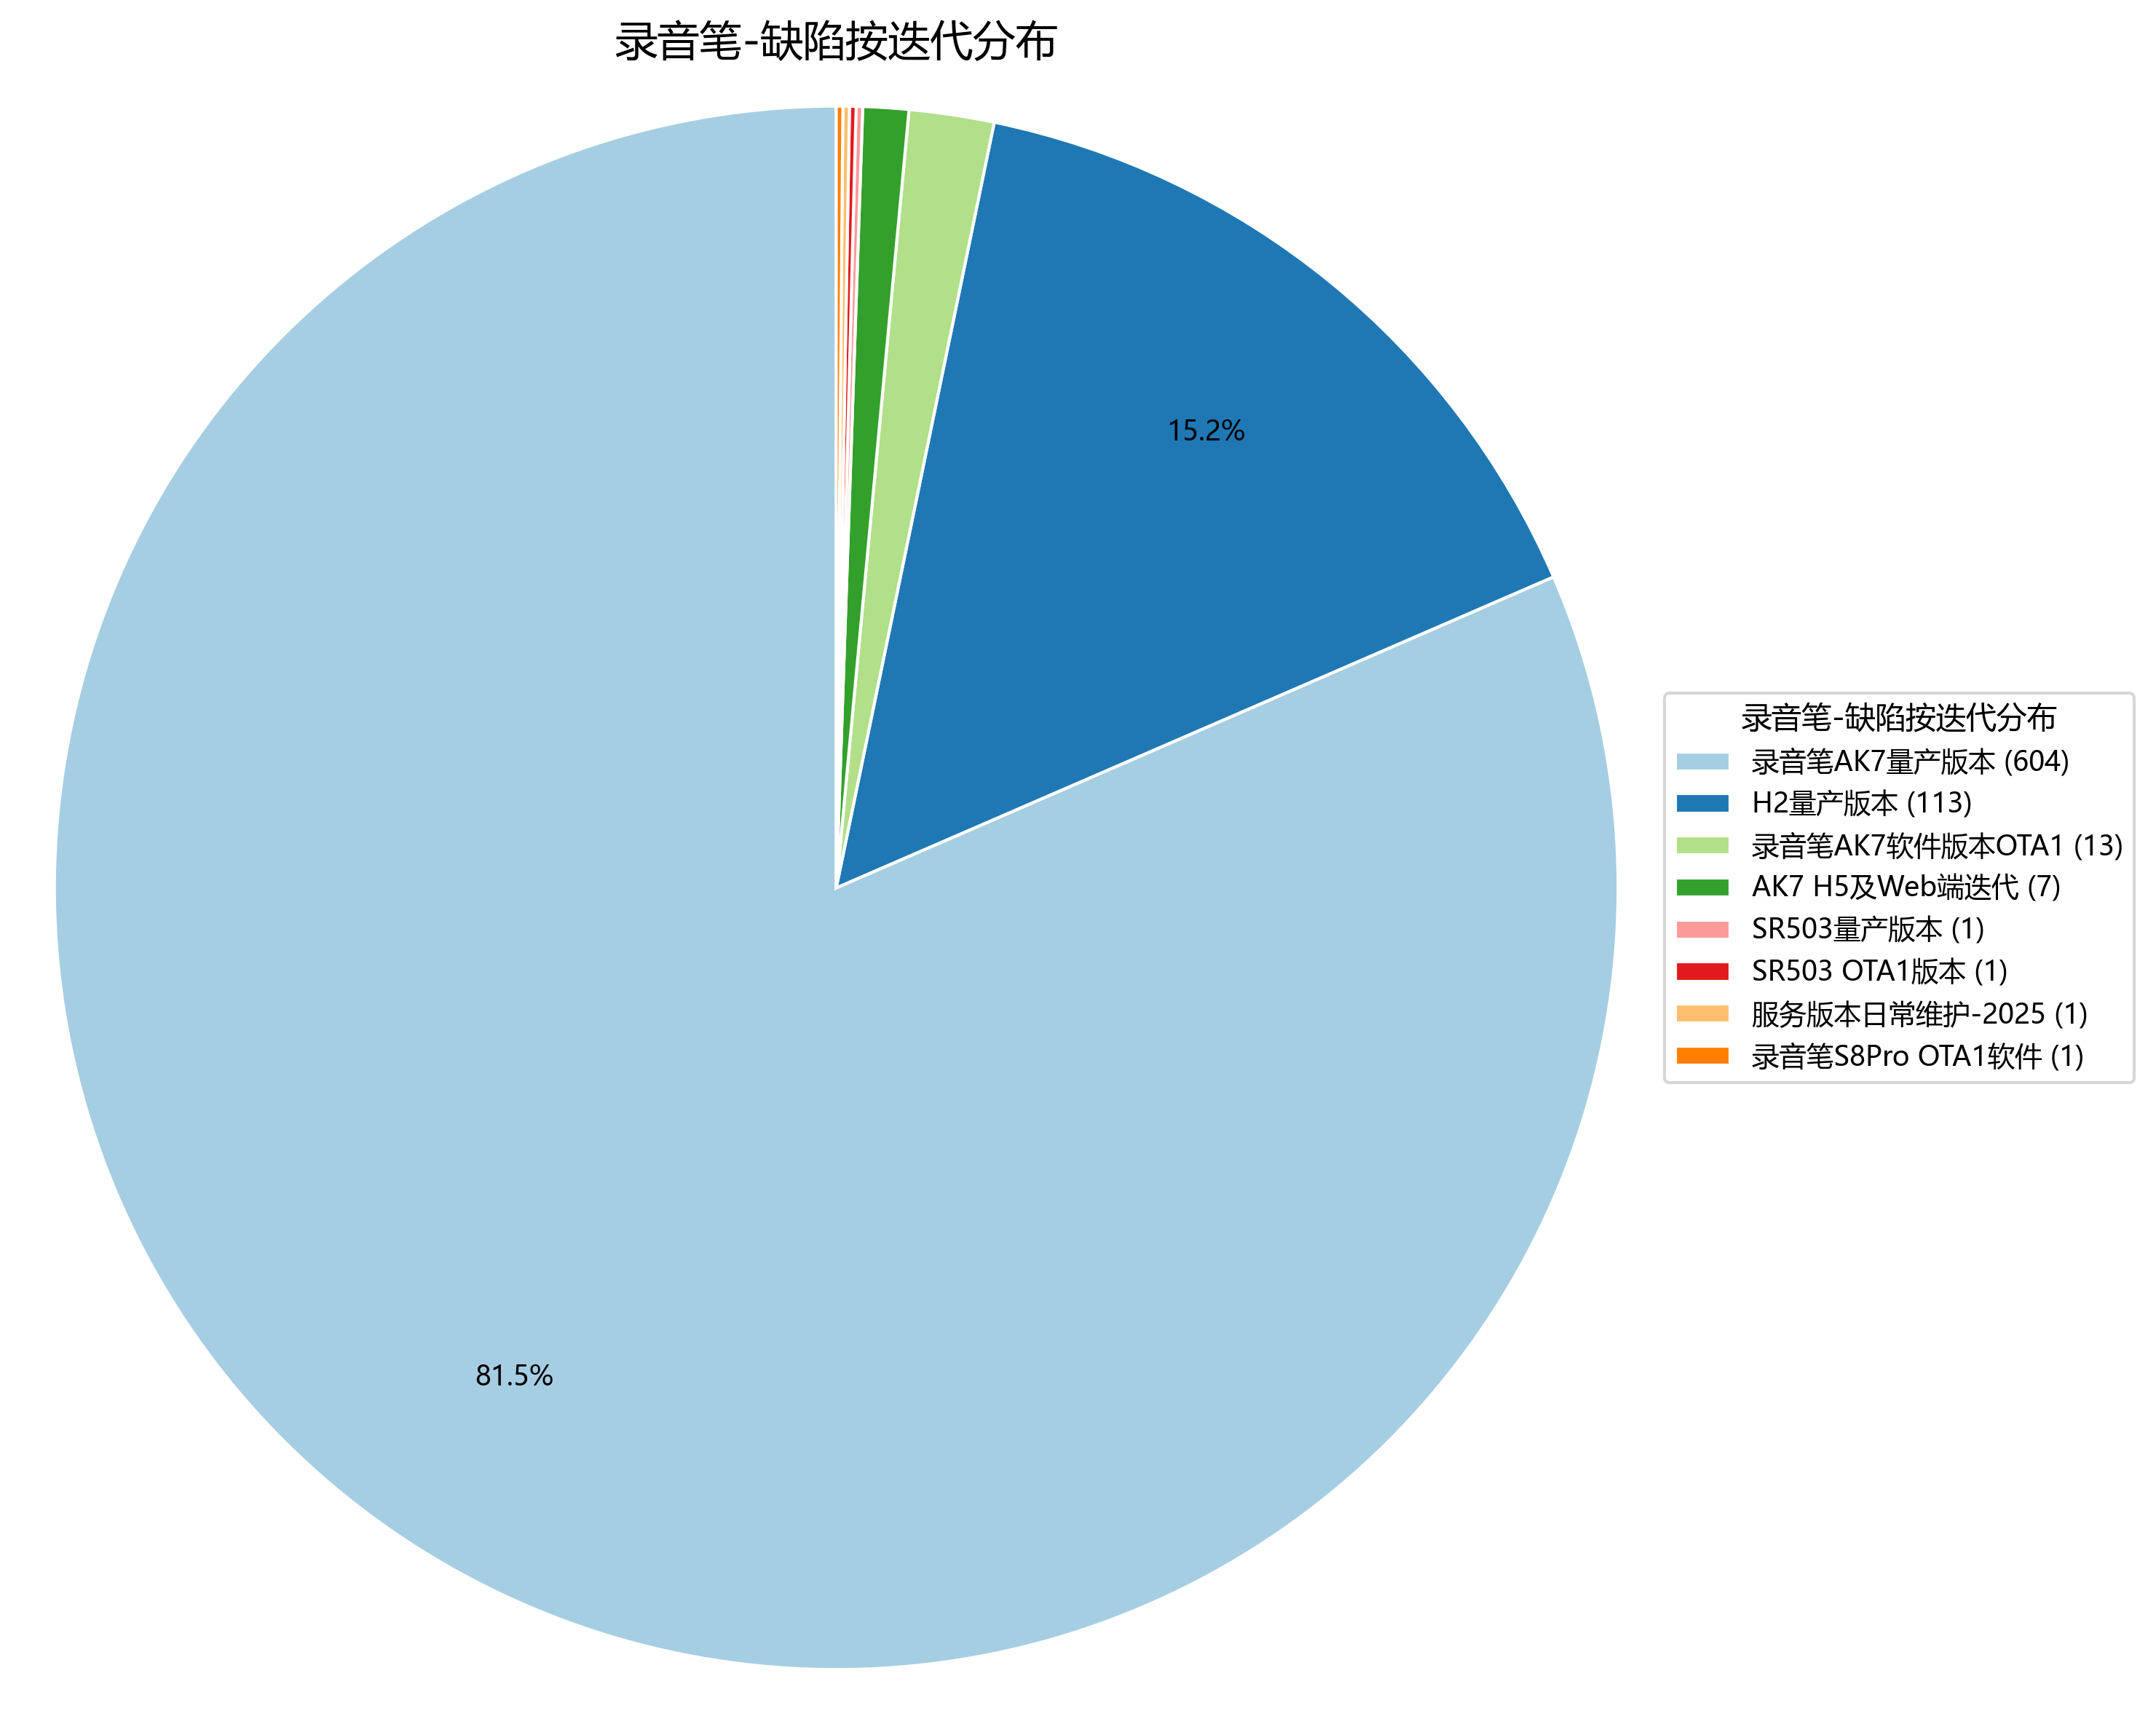 录音笔-缺陷按迭代分布
15.2%
81.5%
录音笔-缺陷按迭代分布
录音笔AK7量产版本 (604)
H2量产版本 (113)
录音笔AK7软件版本OTA1 (13)
AK7 H5及Web端迭代 (7)
SR503量产版本 (1)
SR503 OTA1版本 (1)
服务版本日常维护-2025 (1)
录音笔S8Pro OTA1软件 (1)